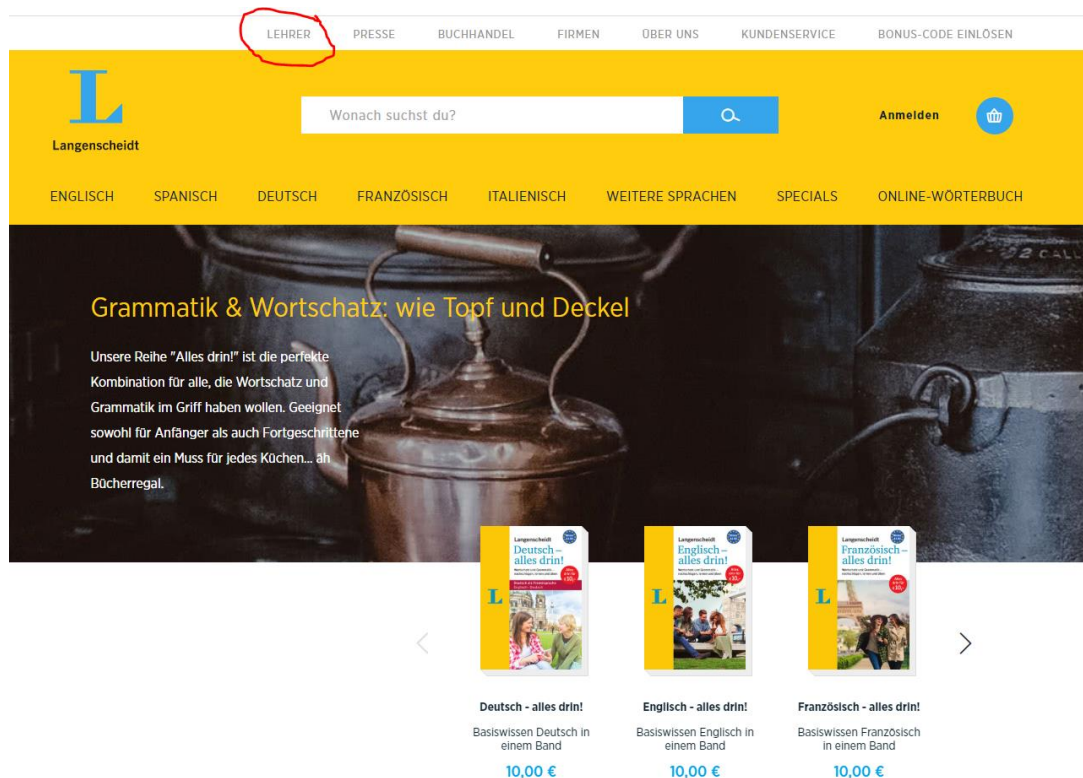 LEHRER PRESSE BUCHHANDEL FIRMEN ÜBER UNS KUNDENSERVICE BONUS-CODE EINLÖSEN
L
Langenscheidt
Wonach suchst du?
Anmelden
ENGLISCH SPANISCH DEUTSCH FRANZÖSISCH ITALIENISCH WEITERE SPRACHEN SPECIALS ONLINE-WÖRTERBUCH
Grammatik & Wortschatz: wie Topf und Deckel
Unsere Reihe "Alles drin!" ist die perfekte
Kombination für alle, die Wortschatz und
Grammatik im Griff haben wollen. Geeignet
sowohl für Anfänger als auch Fortgeschrittene
und damit ein Muss für jedes Küchen... äh
Bücherregal.
Langenscheidt
Deutsch –
alles drin!
L
Langenscheidt
Englisch –
alles drin!
L
Langenscheidt
Französisch –
alles drin!
L
Deutsch - alles drin!
Basiswissen Deutsch in
einem Band
10,00 €
Englisch - alles drin!
Basiswissen Englisch in
einem Band
10,00 €
Französisch - alles drin!
Basiswissen Französisch
in einem Band
10,00 €